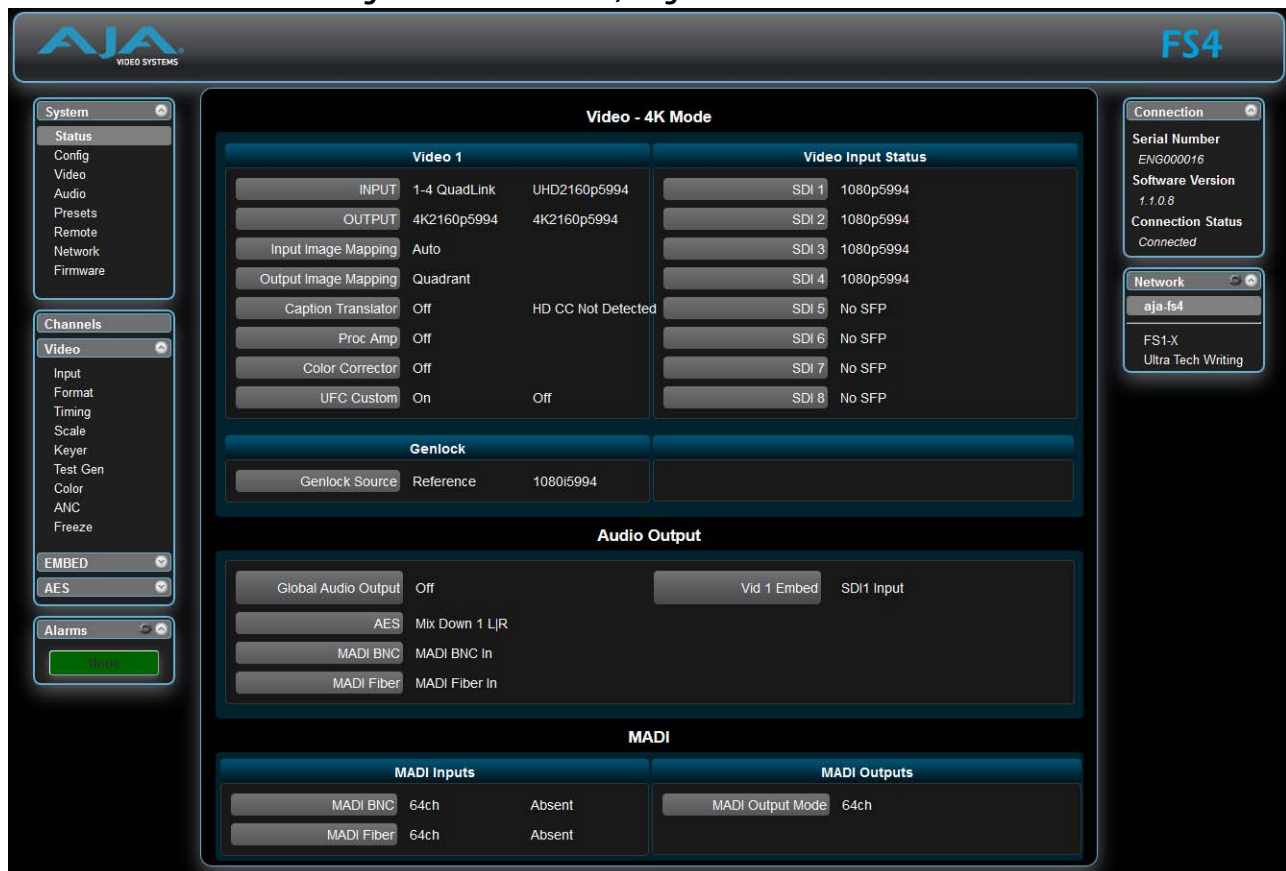 AJA
VIDEO SYSTEMS
FS4
System
Status
Config
Video
Audio
Presets
Remote
Network
Firmware
Channels
Video
Input
Format
Timing
Scale
Keyer
Test Gen
Color
ANC
Freeze
EMBED
AES
Alarms
None
Video - 4K Mode
Video 1
INPUT 1-4 QuadLink UHD2160p5994
OUTPUT 4K2160p5994 4K2160p5994
Input Image Mapping Auto
Output Image Mapping Quadrant
Caption Translator Off HD CC Not Detected
Proc Amp Off
Color Corrector Off
UFC Custom On Off
Video Input Status
SDI 1 1080p5994
SDI 2 1080p5994
SDI 3 1080p5994
SDI 4 1080p5994
SDI 5 No SFP
SDI 6 No SFP
SDI 7 No SFP
SDI 8 No SFP
Genlock
Genlock Source Reference 1080i5994
Audio Output
Global Audio Output Off
Vid 1 Embed SDI1 Input
AES Mix Down 1 L|R
MADI BNC MADI BNC In
MADI Fiber MADI Fiber In
MADI
MADI Inputs
MADI BNC 64ch Absent
MADI Fiber 64ch Absent
MADI Outputs
MADI Output Mode 64ch
Connection
Serial Number
ENG000016
Software Version
1.1.0.8
Connection Status
Connected
Network
aja-fs4
FS1-X
Ultra Tech Writing